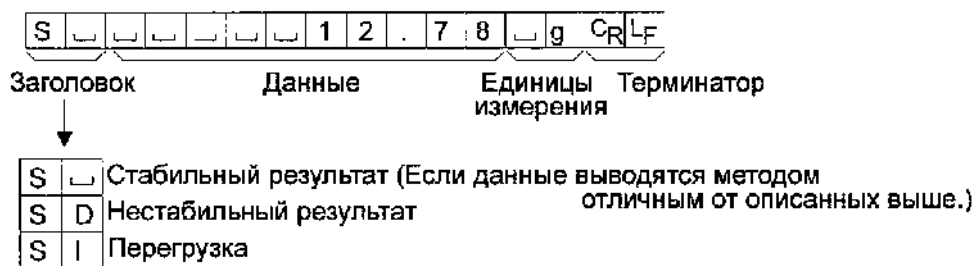 S ⎵ ⎵ ⎵ ⎵ ⎵ ⎵ 1 2 . 7 8 ⎵ g CR LF
Заголовок Данные Единицы измерения Терминатор
S ⎵ Стабильный результат (Если данные выводятся методом отличным от описанных выше.)
S D Нестабильный результат
S I Перегрузка